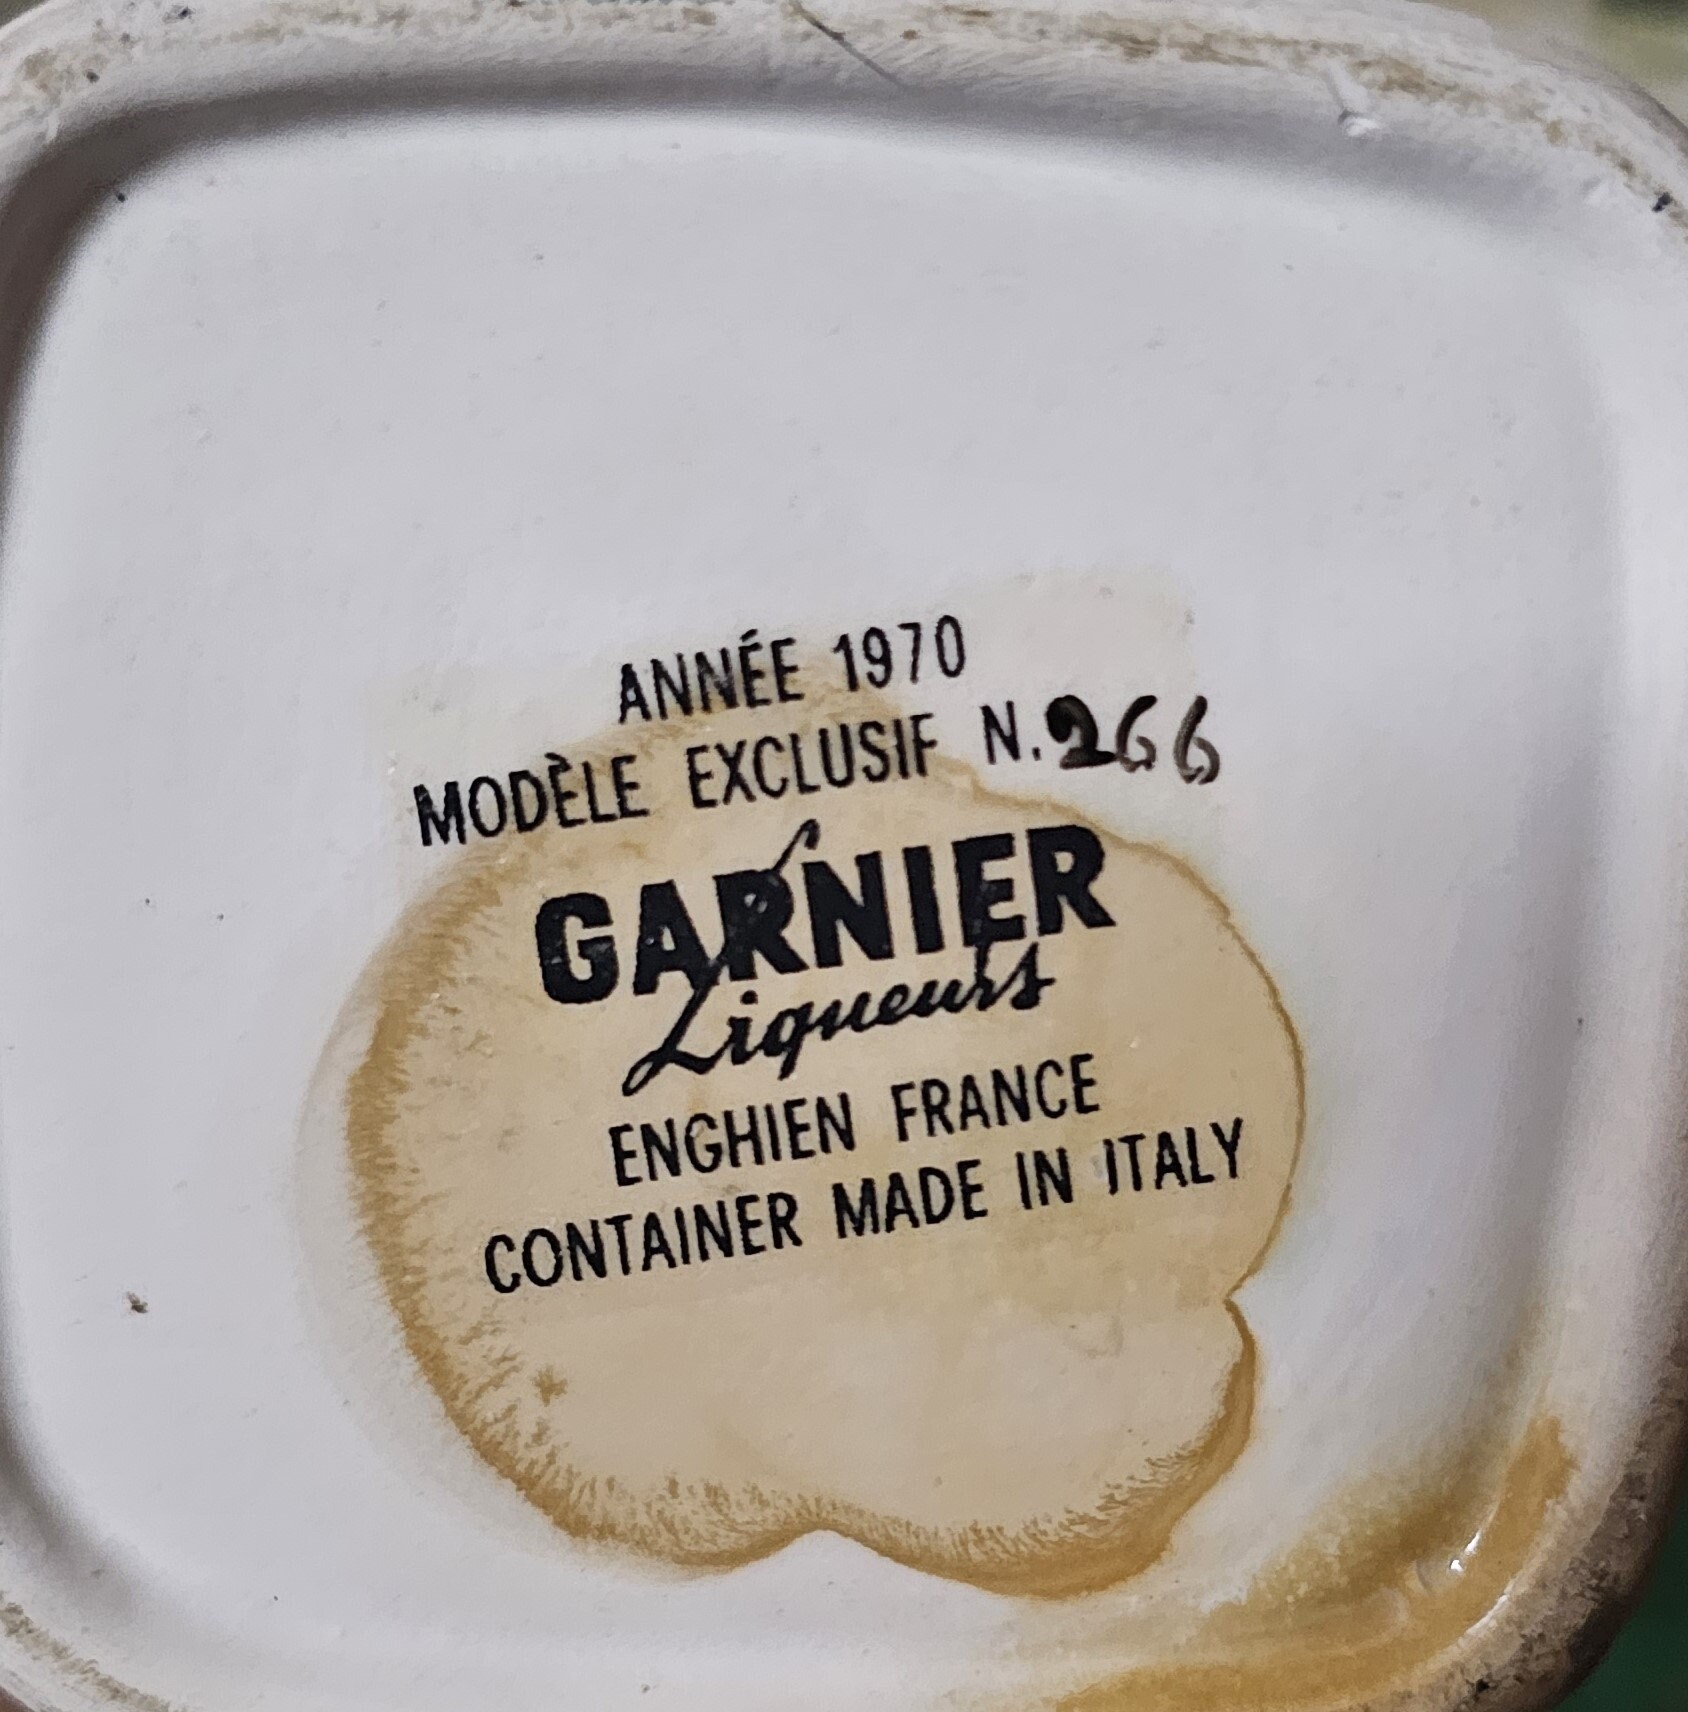 ANNÉE 1970
MODÈLE EXCLUSIF N.266
GARNIER
Liqueurs
ENGHIEN FRANCE
CONTAINER MADE IN ITALY